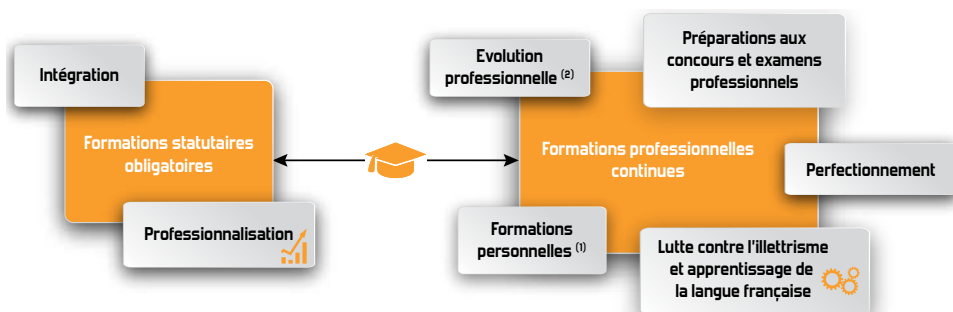 Intégration
Formations statutaires
obligatoires
Professionnalisation
Evolution
professionnelle (2)
Préparations aux
concours et examens
professionnels
Formations professionnelles
continues
Perfectionnement
Formations
personnelles (1)
Lutte contre l'illettrisme
et apprentissage de
la langue française